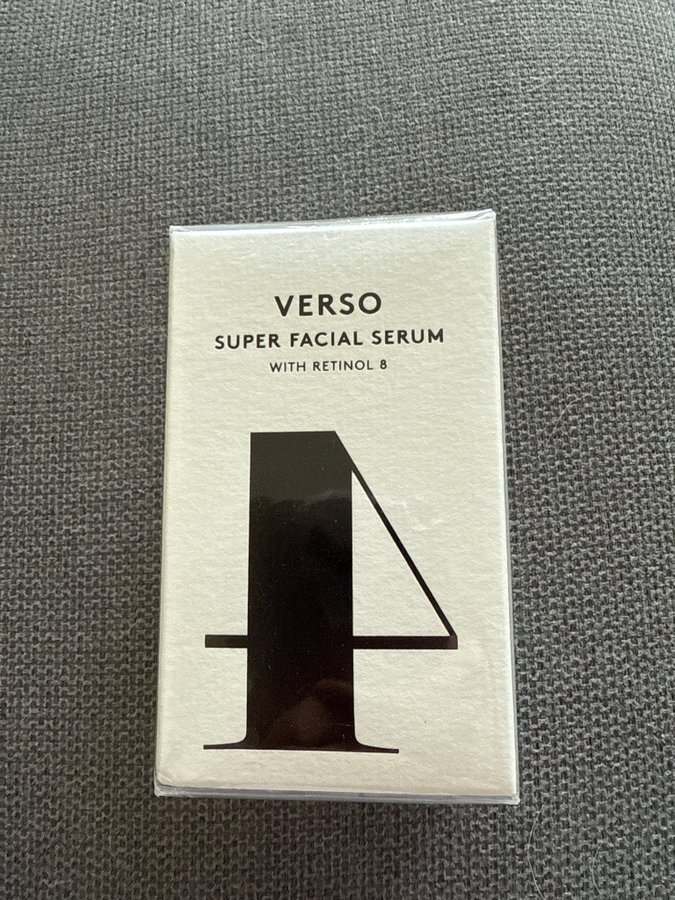 VERSO
SUPER FACIAL SERUM
WITH RETINOL 8
4